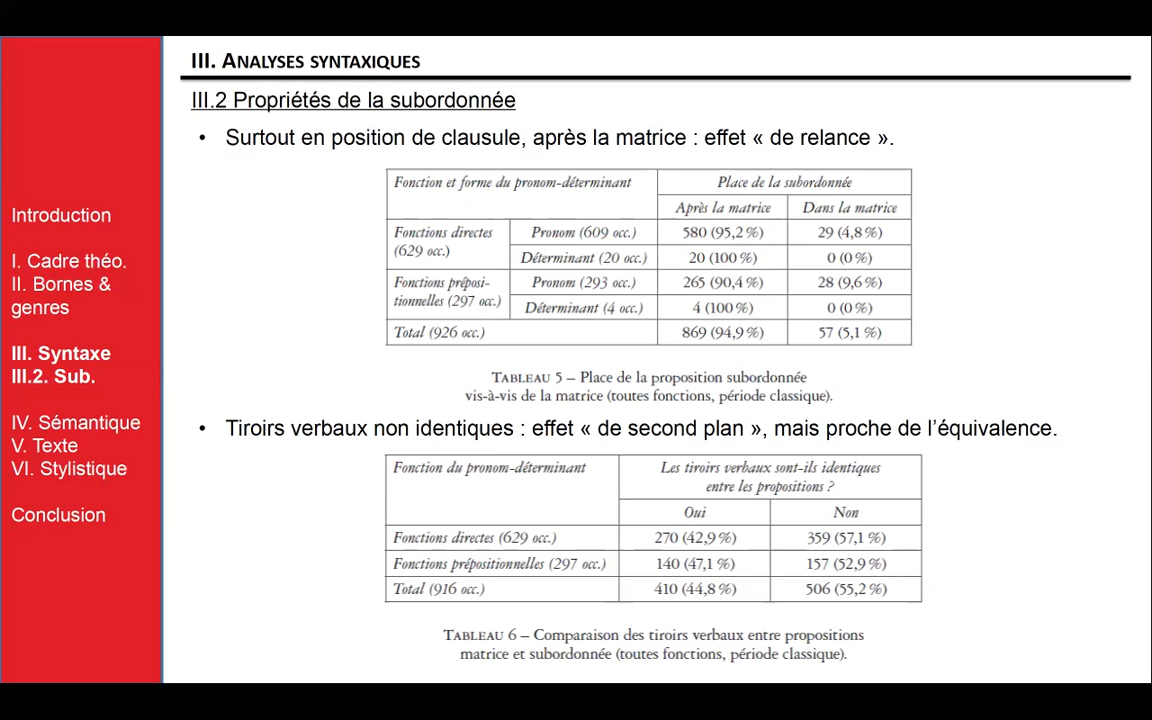 III. ANALYSES SYNTAXIQUES
III.2 Propriétés de la subordonnée
• Surtout en position de clausule, après la matrice : effet « de relance ».
Fonction et forme du pronom-déterminant
Place de la subordonnée
Après la matrice
Dans la matrice
Fonctions directes
(629 occ.)
Pronom (609 occ.)
580 (95,2 %)
29 (4,8 %)
Déterminant (20 occ.)
20 (100 %)
0 (0 %)
Fonctions préposi-
tionnelles (297 occ.)
Pronom (293 occ.)
265 (90,4 %)
28 (9,6 %)
Déterminant (4 occ.)
4 (100 %)
0 (0 %)
Total (926 occ.)
869 (94,9 %)
57 (5,1 %)
TABLEAU 5 – Place de la proposition subordonnée
vis-à-vis de la matrice (toutes fonctions, période classique).
• Tiroirs verbaux non identiques : effet « de second plan », mais proche de l’équivalence.
Fonction du pronom-déterminant
Les tiroirs verbaux sont-ils identiques
entre les propositions ?
Oui
Non
Fonctions directes (629 occ.)
270 (42,9 %)
359 (57,1 %)
Fonctions prépositionnelles (297 occ.)
140 (47,1 %)
157 (52,9 %)
Total (916 occ.)
410 (44,8 %)
506 (55,2 %)
TABLEAU 6 – Comparaison des tiroirs verbaux entre propositions
matrice et subordonnée (toutes fonctions, période classique).
Introduction
I. Cadre théo.
II. Bornes &
genres
III. Syntaxe
III.2. Sub.
IV. Sémantique
V. Texte
VI. Stylistique
Conclusion